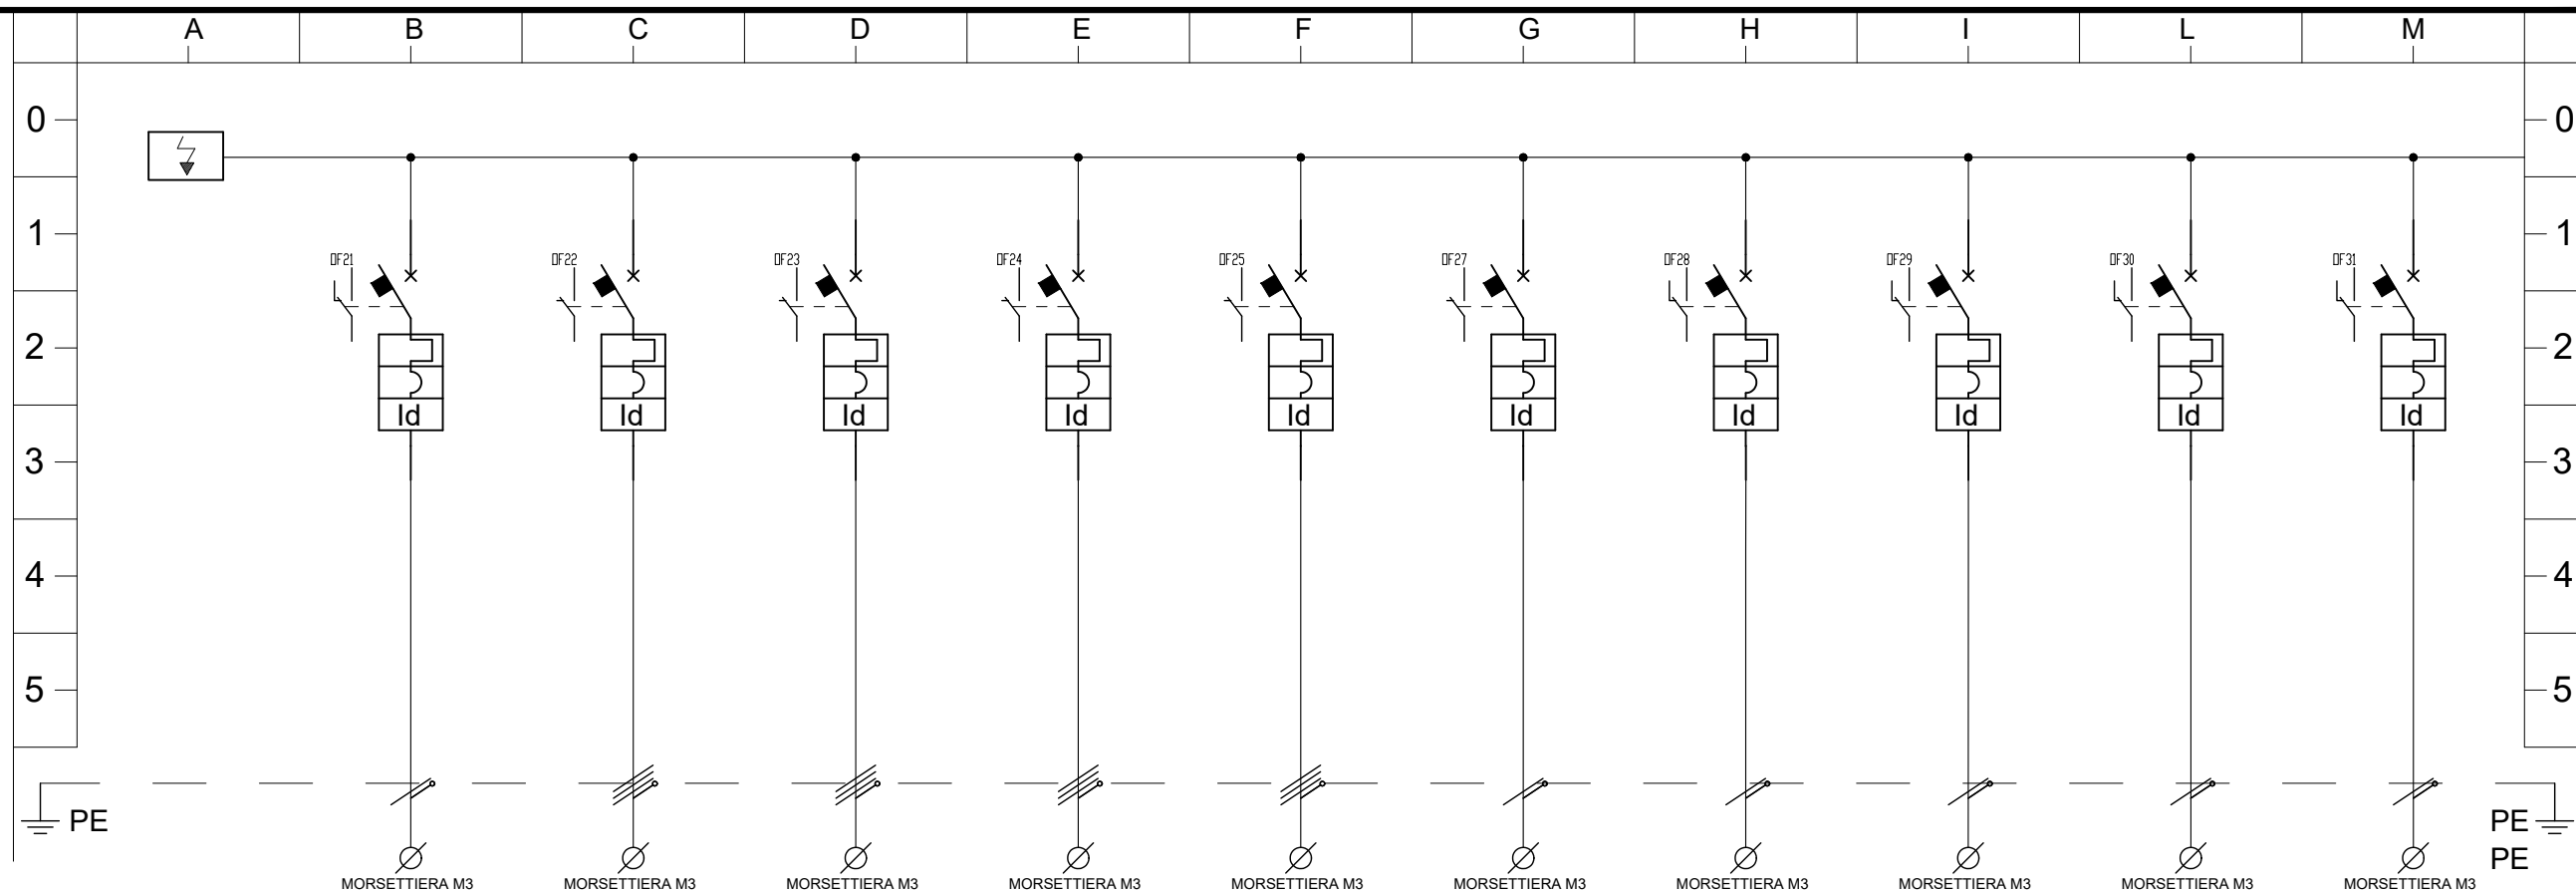 A B C D E F G H I L M
0 0
1 1
DF21 DF22 DF23 DF24 DF25 DF27 DF28 DF29 DF30 DF31
2 2
Id Id Id Id Id Id Id Id Id Id
3 3
4 4
5 5
PE PE
PE
MORSETTIERA M3 MORSETTIERA M3 MORSETTIERA M3 MORSETTIERA M3 MORSETTIERA M3 MORSETTIERA M3 MORSETTIERA M3 MORSETTIERA M3 MORSETTIERA M3 MORSETTIERA M3